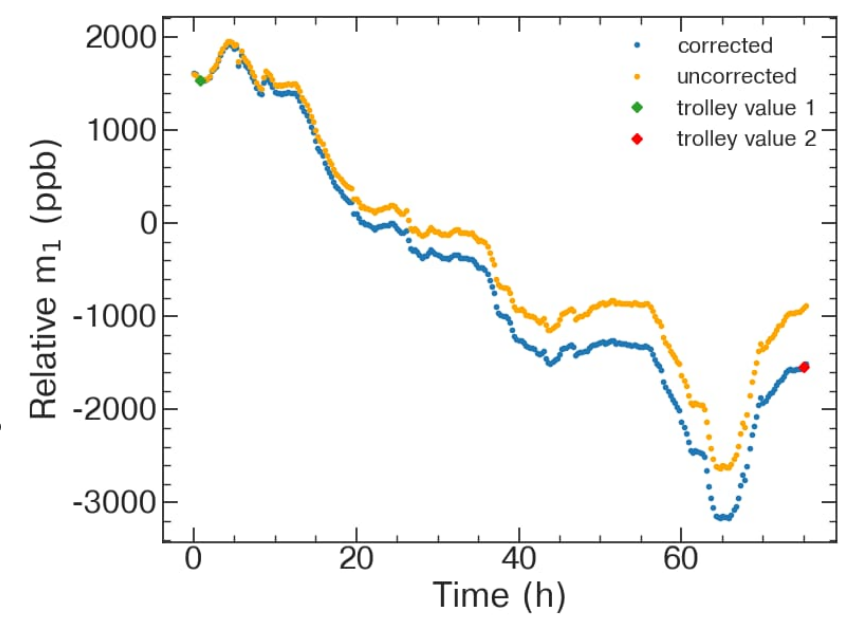 2000
1000
0
-1000
-2000
-3000
Relative m₁ (ppb)
corrected
uncorrected
trolley value 1
trolley value 2
0 20 40 60
Time (h)